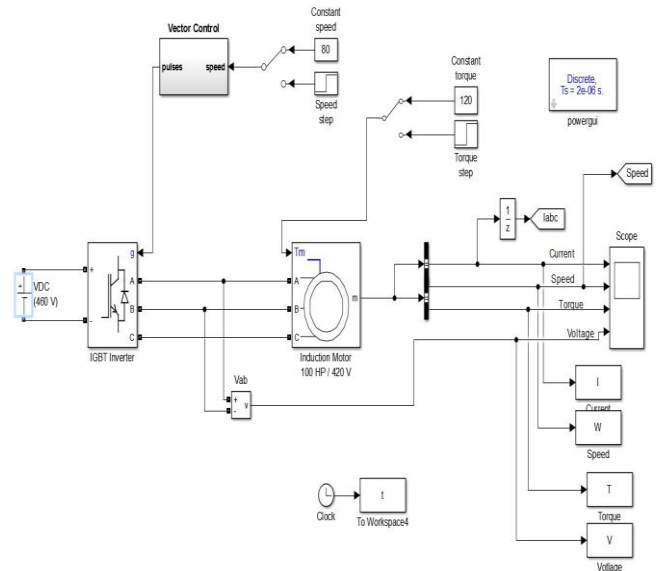 Vector Control
pulses
speed
Constant
speed
80
Speed
step
Constant
torque
120
Torque
step
Discrete,
Ts = 2e-06 s.
powergui
Speed
1
z
Iabc
Scope
Current
Speed
Torque
Voltage
g
+
-
A
B
C
IGBT Inverter
+
VDC
(460 V)
Tm
A
B
C
m
Induction Motor
100 HP / 420 V
Vab
+
-
v
I
Current
W
Speed
T
Torque
V
Votlage
Clock
t
To Workspace4